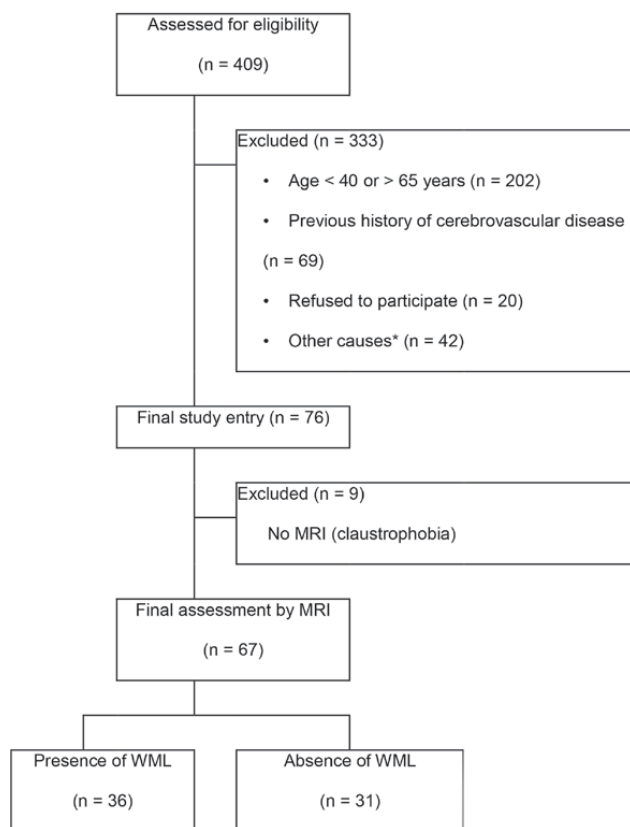 Assessed for eligibility
(n = 409)
Excluded (n = 333)
• Age < 40 or > 65 years (n = 202)
• Previous history of cerebrovascular disease
(n = 69)
• Refused to participate (n = 20)
• Other causes* (n = 42)
Final study entry (n = 76)
Excluded (n = 9)
No MRI (claustrophobia)
Final assessment by MRI
(n = 67)
Presence of WML
(n = 36)
Absence of WML
(n = 31)